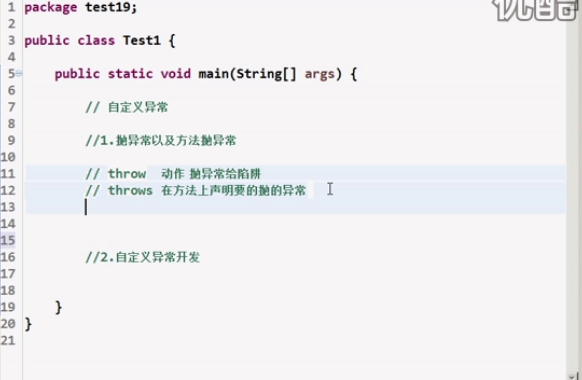 优酷
1 package test19;
2
3 public class Test1 {
4
5 public static void main(String[] args) {
6
7 // 自定义异常
8
9 //1.抛异常以及方法抛异常
10
11 // throw 动作 抛异常给陷阱
12 // throws 在方法上声明要的抛的异常
13
14
15
16 //2.自定义异常开发
17
18
19 }
20 }
21